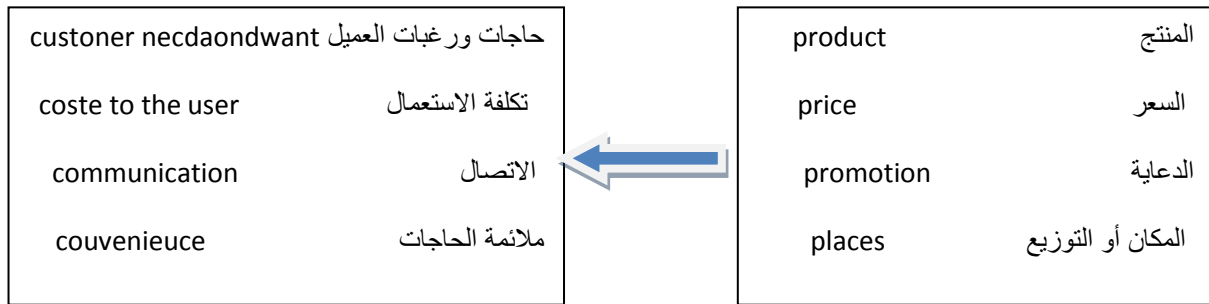 المنتج product
السعر price
الدعاية promotion
المكان أو التوزيع places
حاجات ورغبات العميل custoner necdaondwant
تكلفة الاستعمال coste to the user
الاتصال communication
ملائمة الحاجات couvenieuce